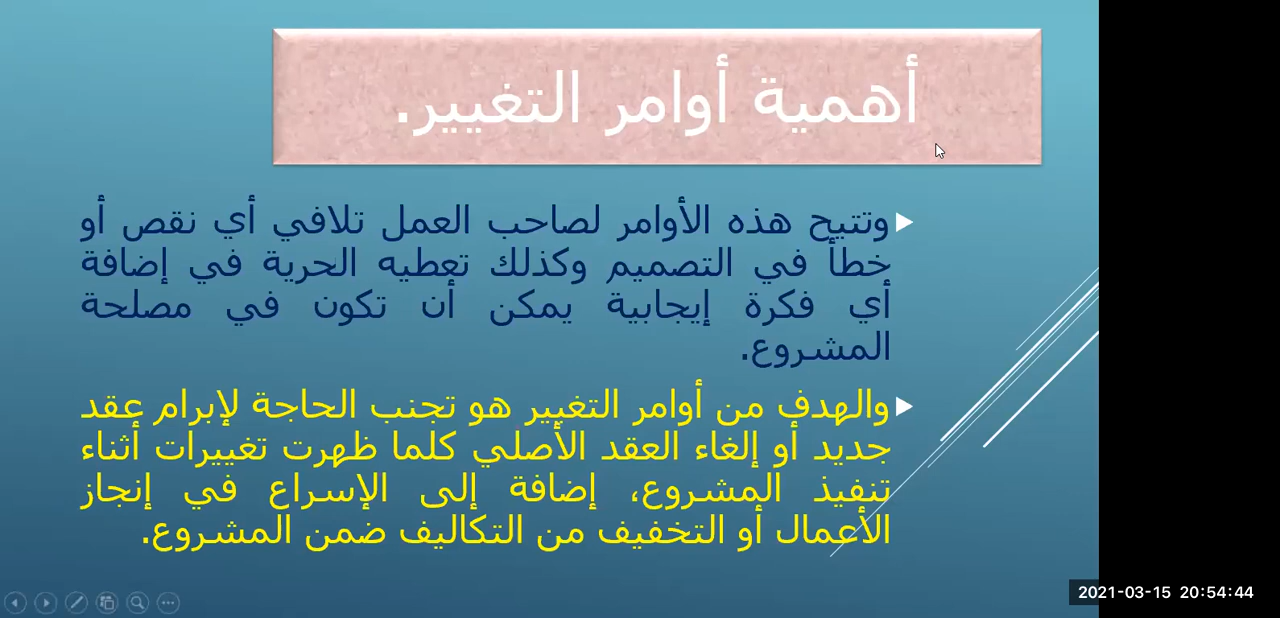 أهمية أوامر التغيير.
وتتيح هذه الأوامر لصاحب العمل تلافي أي نقص أو
خطأ في التصميم وكذلك تعطيه الحرية في إضافة
أي فكرة إيجابية يمكن أن تكون في مصلحة
المشروع.
والهدف من أوامر التغيير هو تجنب الحاجة لإبرام عقد
جديد أو إلغاء العقد الأصلي كلما ظهرت تغييرات أثناء
تنفيذ المشروع، إضافة إلى الإسراع في إنجاز
الأعمال أو التخفيف من التكاليف ضمن المشروع.
2021-03-15 20:54:44